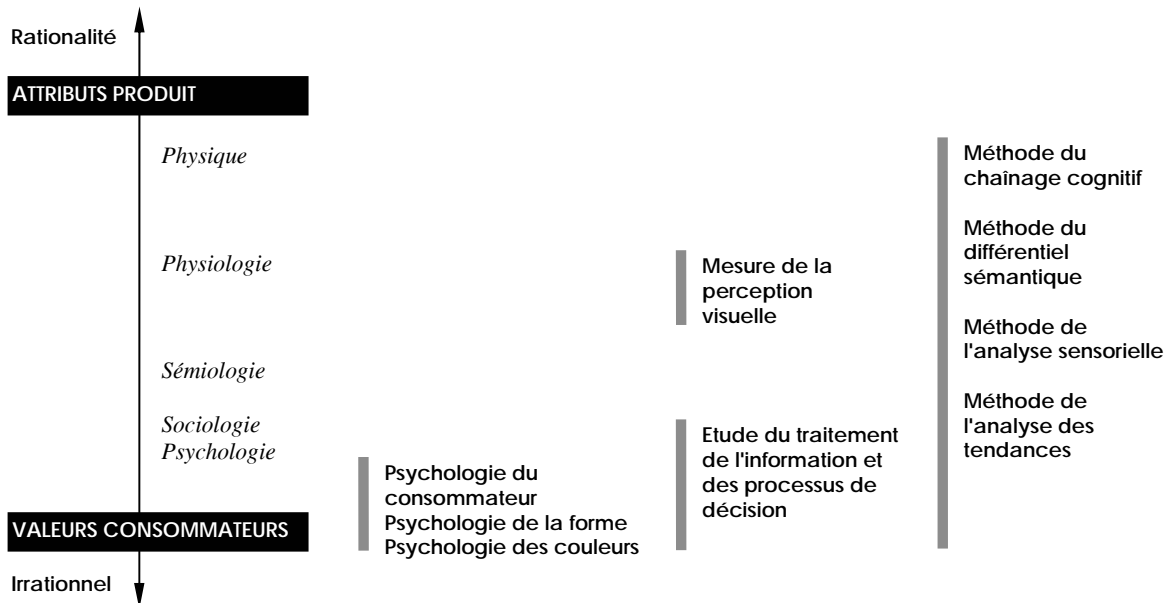 Rationalité
ATTRIBUTS PRODUIT
Physique
Physiologie
Sémiologie
Sociologie
Psychologie
VALEURS CONSOMMATEURS
Irrationnel
Psychologie du
consommateur
Psychologie de la forme
Psychologie des couleurs
Mesure de la
perception
visuelle
Etude du traitement
de l'information et
des processus de
décision
Méthode du
chaînage cognitif
Méthode du
différentiel
sémantique
Méthode de
l'analyse sensorielle
Méthode de
l'analyse des
tendances